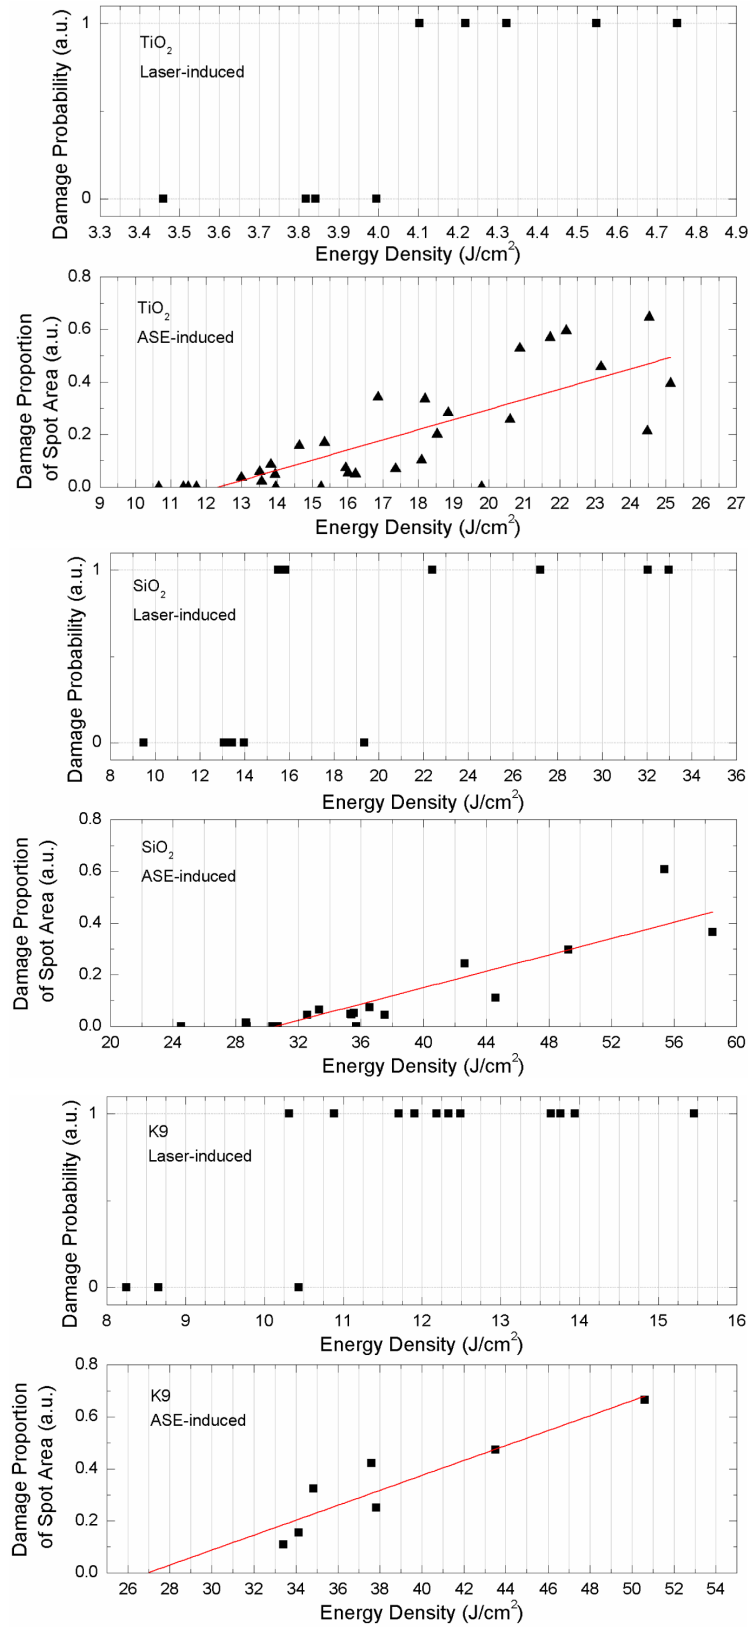 Damage Probability (a.u.)
1
0
TiO2
Laser-induced
3.3 3.4 3.5 3.6 3.7 3.8 3.9 4.0 4.1 4.2 4.3 4.4 4.5 4.6 4.7 4.8 4.9
Energy Density (J/cm2)
Damage Proportion
of Spot Area (a.u.)
0.8
0.6
0.4
0.2
0.0
TiO2
ASE-induced
9 10 11 12 13 14 15 16 17 18 19 20 21 22 23 24 25 26 27
Energy Density (J/cm2)
Damage Probability (a.u.)
1
0
SiO2
Laser-induced
8 10 12 14 16 18 20 22 24 26 28 30 32 34 36
Energy Density (J/cm2)
Damage Proportion
of Spot Area (a.u.)
0.8
0.6
0.4
0.2
0.0
SiO2
ASE-induced
20 24 28 32 36 40 44 48 52 56 60
Energy Density (J/cm2)
Damage Probability (a.u.)
1
0
K9
Laser-induced
8 9 10 11 12 13 14 15 16
Energy Density (J/cm2)
Damage Proportion
of Spot Area (a.u.)
0.8
0.6
0.4
0.2
0.0
K9
ASE-induced
26 28 30 32 34 36 38 40 42 44 46 48 50 52 54
Energy Density (J/cm2)